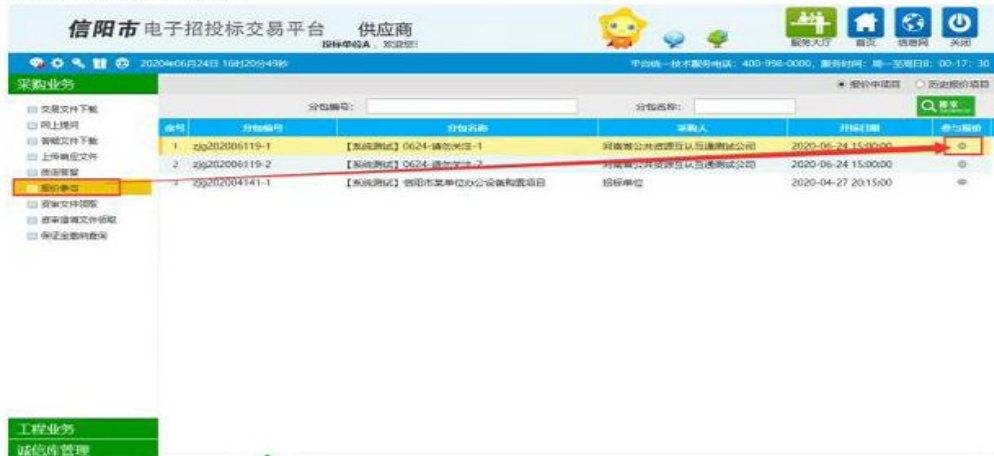 信阳市 电子招投标交易平台 供应商
投标单位A，欢迎您!
服务大厅 首页 信息网 关闭
2020年06月24日 16时20分49秒 平台统一技术服务电话：400-998-0000，服务时间：周一至周日8：00-17：30
采购业务
报价中项目 历史报价项目
分包编号： 分包名称： 搜索
交易文件下载
网上提问
答疑文件下载
上传响应文件
报价参与
资审文件领取
资审澄清文件领取
保证金缴纳查询
序号 分包编号 分包名称 采购人 开标日期 参与报价
1 zjg202006119-1 【系统测试】0624-请勿关注-1 河南省公共资源互认互通测试公司 2020-06-24 15:00:00
2 zjg202006119-2 【系统测试】0624-请勿关注-2 河南省公共资源互认互通测试公司 2020-06-24 15:00:00
3 zjg202004141-1 【系统测试】信阳市某单位办公设备购置项目 招标单位 2020-04-27 20:15:00
工程业务
诚信库管理